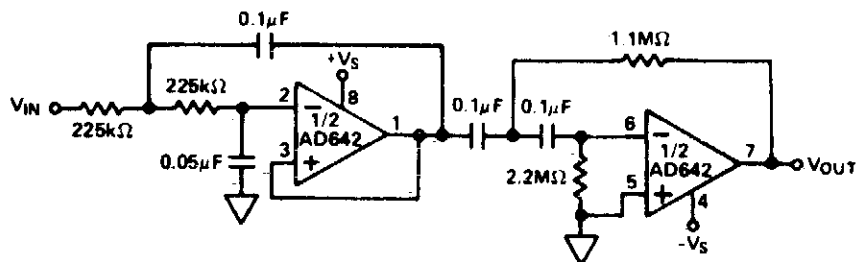 0.1μF
+VS
8
VIN
225kΩ
225kΩ
0.05μF
2
−
1/2
AD642
3
+
1
0.1μF
0.1μF
1.1MΩ
2.2MΩ
6
−
1/2
AD642
5
+
7
4
−VS
VOUT